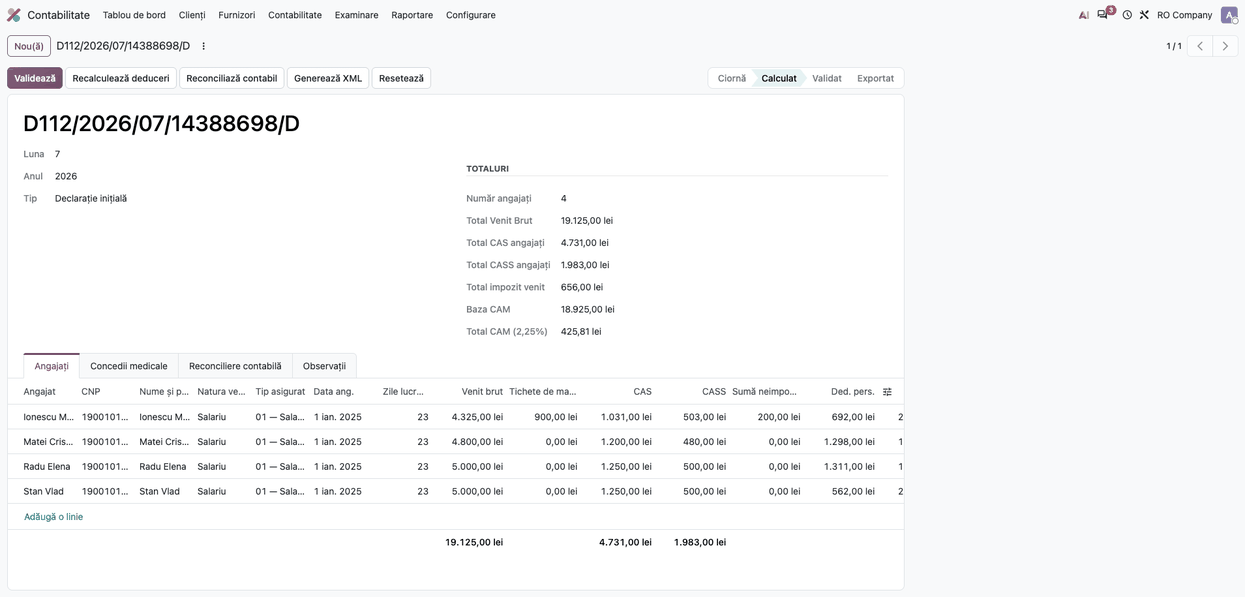 Contabilitate Tablou de bord Clienți Furnizori Contabilitate Examinare Raportare Configurare AI 3 RO Company A
Nou(ă) D112/2026/07/14388698/D 1 / 1
Validează Recalculează deduceri Reconciliază contabil Generează XML Resetează Ciornă Calculat Validat Exportat
D112/2026/07/14388698/D
Luna 7
Anul 2026
Tip Declarație inițială
TOTALURI
Număr angajați 4
Total Venit Brut 19.125,00 lei
Total CAS angajați 4.731,00 lei
Total CASS angajați 1.983,00 lei
Total impozit venit 656,00 lei
Baza CAM 18.925,00 lei
Total CAM (2,25%) 425,81 lei
Angajați Concedii medicale Reconciliere contabilă Observații
Angajat CNP Nume și p... Natura ve... Tip asigurat Data ang. Zile lucr... Venit brut Tichete de ma... CAS CASS Sumă neimpo... Ded. pers.
Ionescu M... 1900101... Ionescu M... Salariu 01 — Sala... 1 ian. 2025 23 4.325,00 lei 900,00 lei 1.031,00 lei 503,00 lei 200,00 lei 692,00 lei 2
Matei Cris... 1900101... Matei Cris... Salariu 01 — Sala... 1 ian. 2025 23 4.800,00 lei 0,00 lei 1.200,00 lei 480,00 lei 0,00 lei 1.298,00 lei 1
Radu Elena 1900101... Radu Elena Salariu 01 — Sala... 1 ian. 2025 23 5.000,00 lei 0,00 lei 1.250,00 lei 500,00 lei 0,00 lei 1.311,00 lei 1
Stan Vlad 1900101... Stan Vlad Salariu 01 — Sala... 1 ian. 2025 23 5.000,00 lei 0,00 lei 1.250,00 lei 500,00 lei 0,00 lei 562,00 lei 2
Adăugă o linie
19.125,00 lei 4.731,00 lei 1.983,00 lei